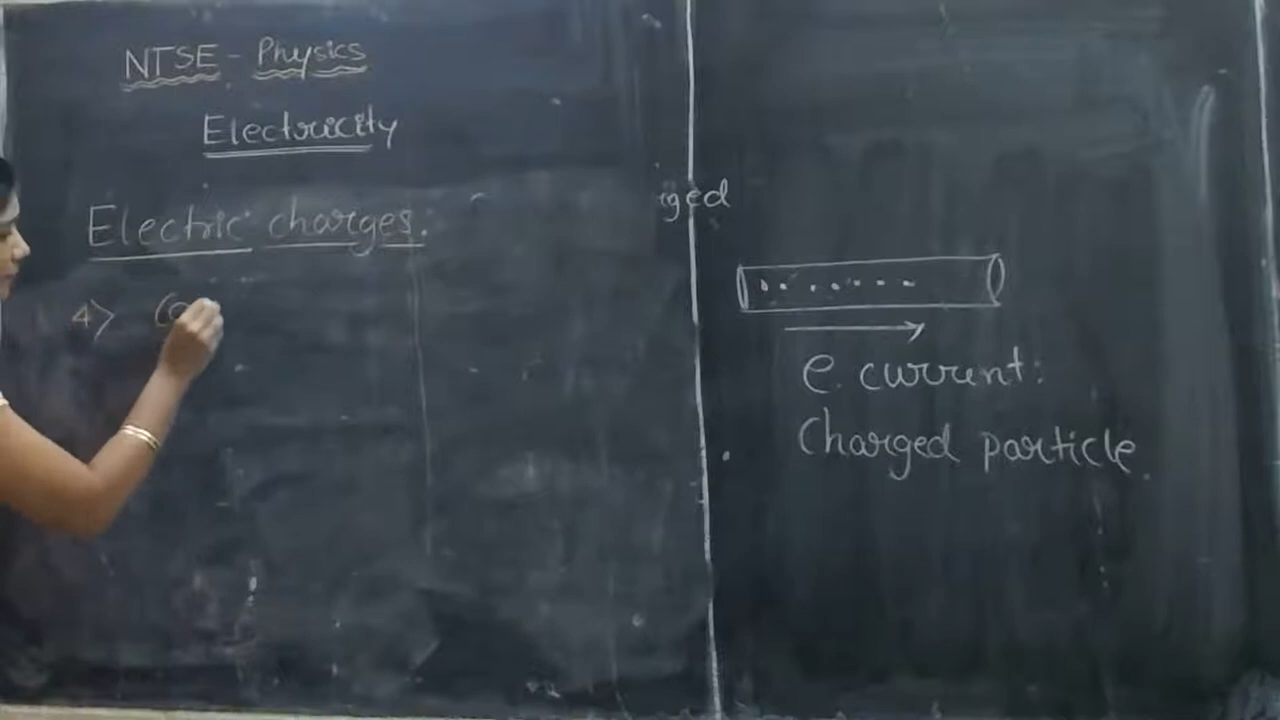 NTSE - Physics
Electricity
Electric charges.
4>
ged
e. current:
Charged particle.